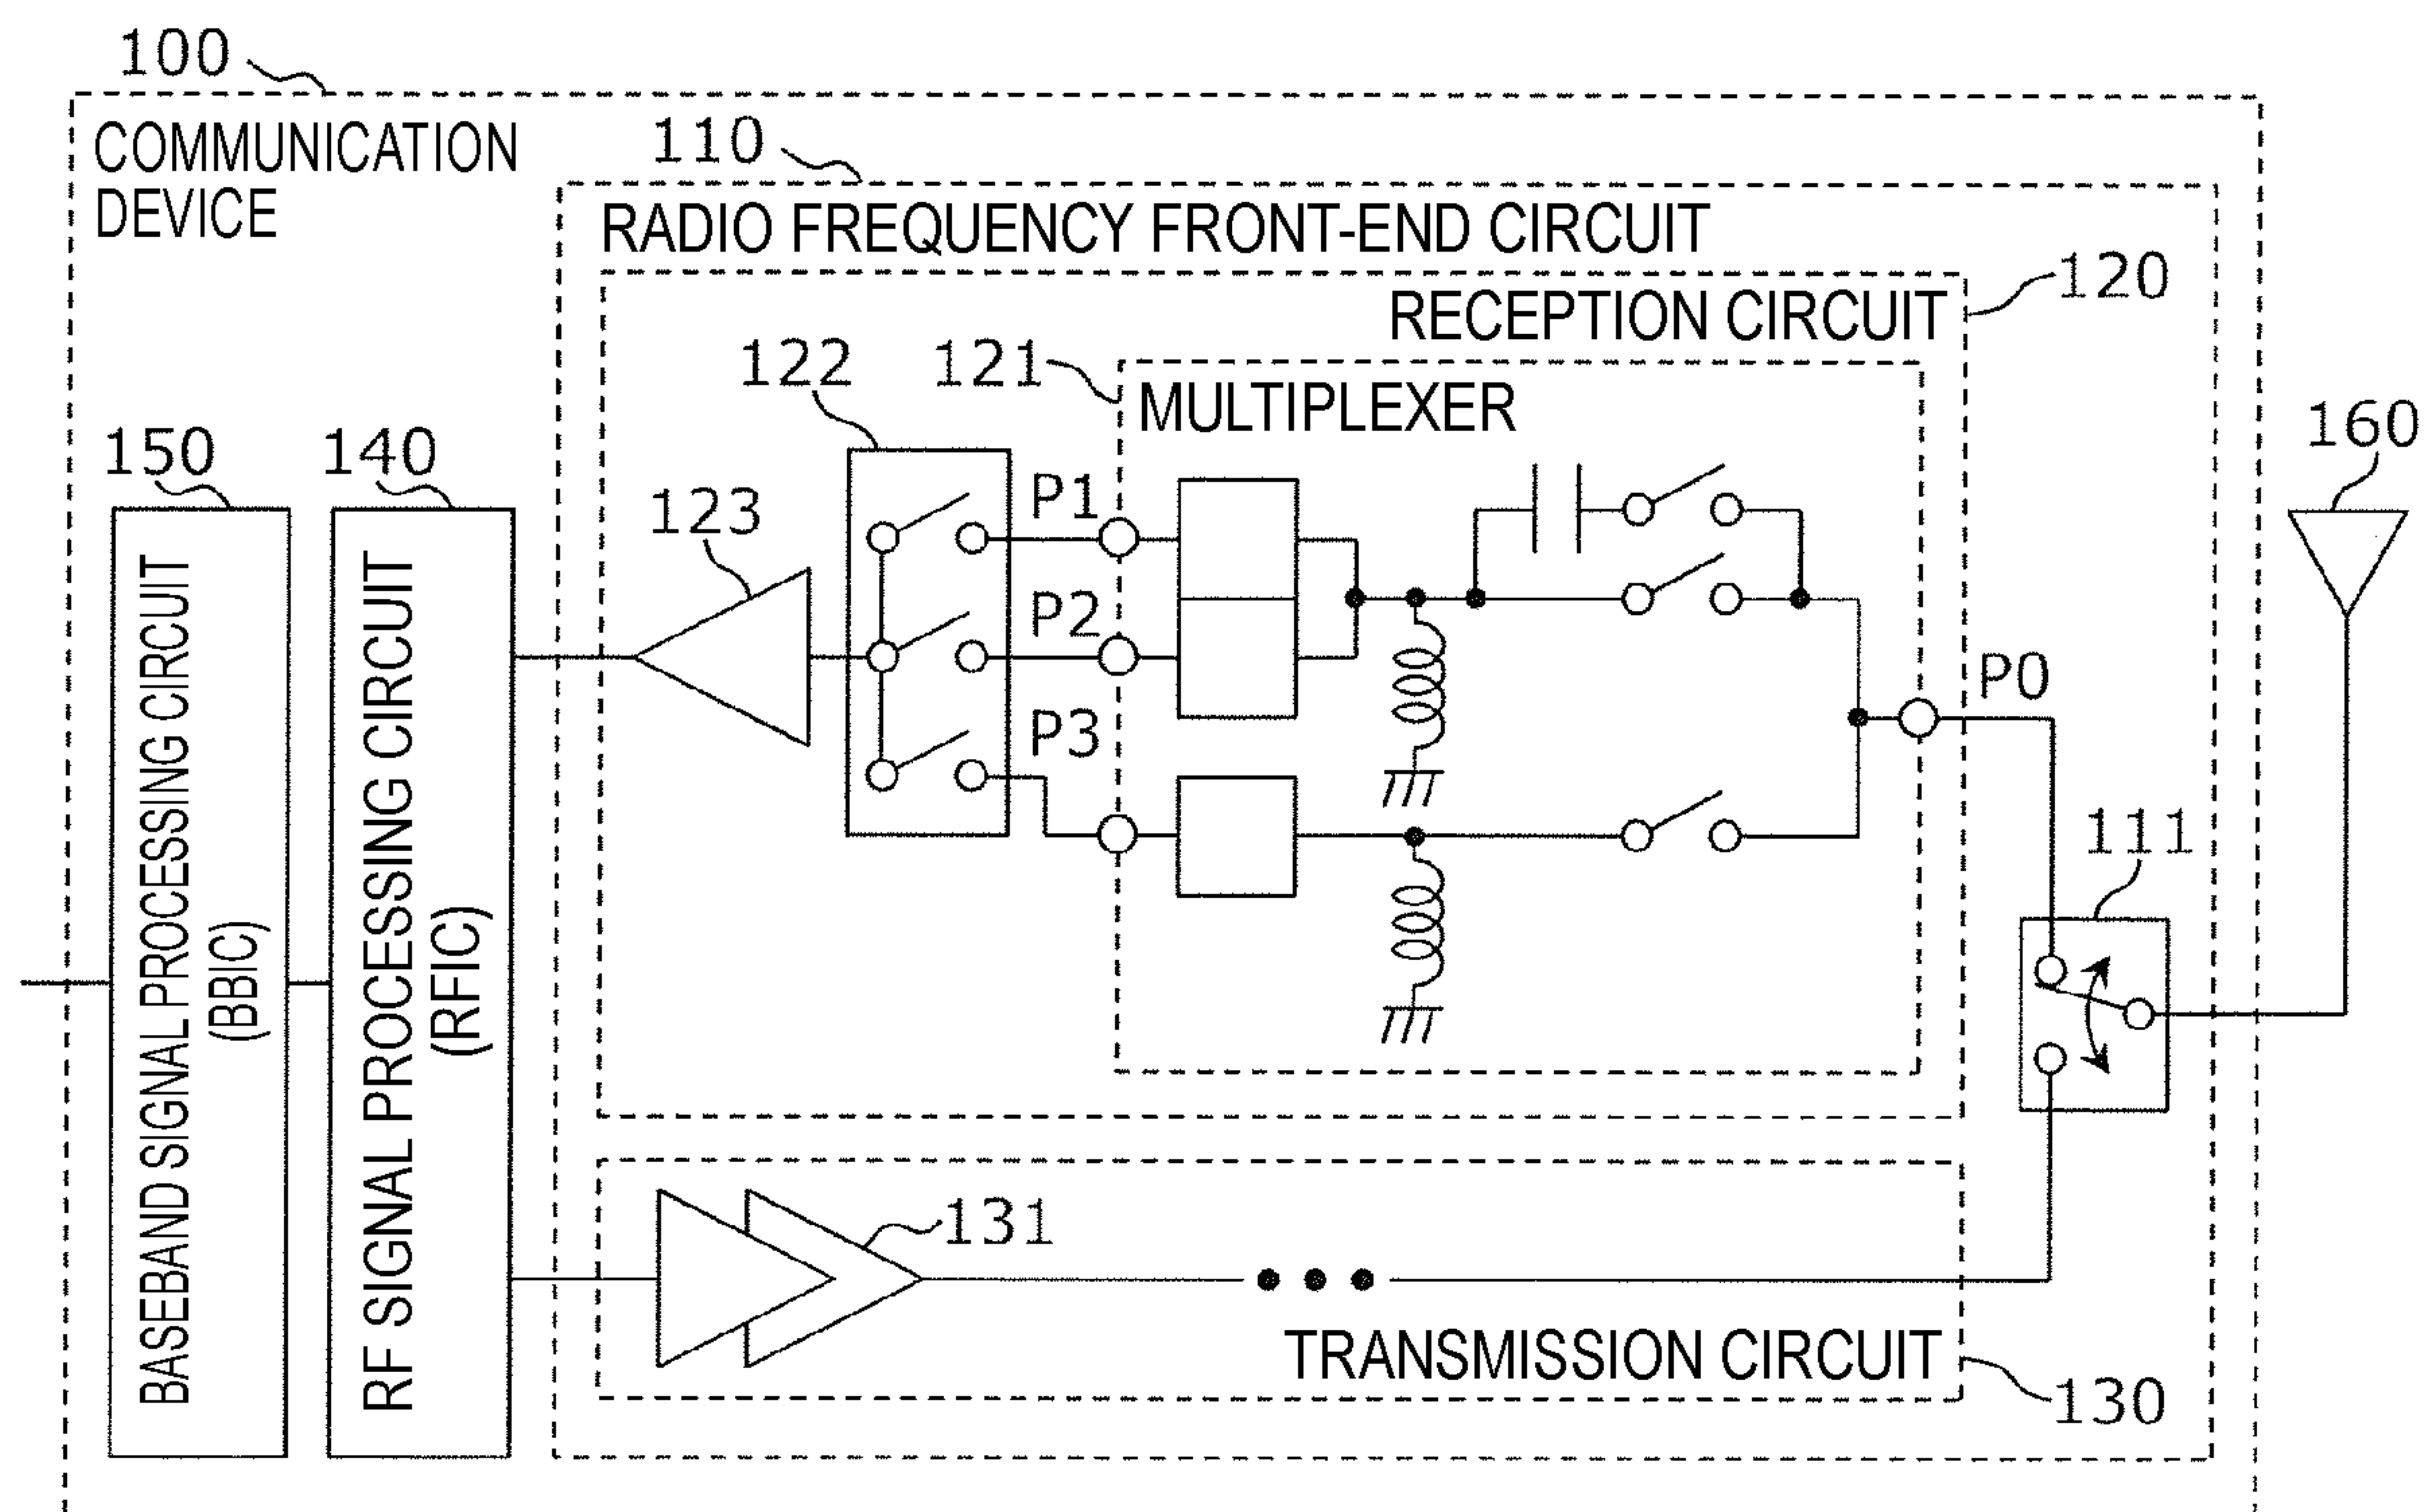 100
COMMUNICATION
DEVICE
110
RADIO FREQUENCY FRONT-END CIRCUIT
120
RECEPTION CIRCUIT
122
121
MULTIPLEXER
160
150
140
123
P1
P2
P3
P0
111
BASEBAND SIGNAL PROCESSING CIRCUIT
(BBIC)
RF SIGNAL PROCESSING CIRCUIT
(RFIC)
131
TRANSMISSION CIRCUIT
130